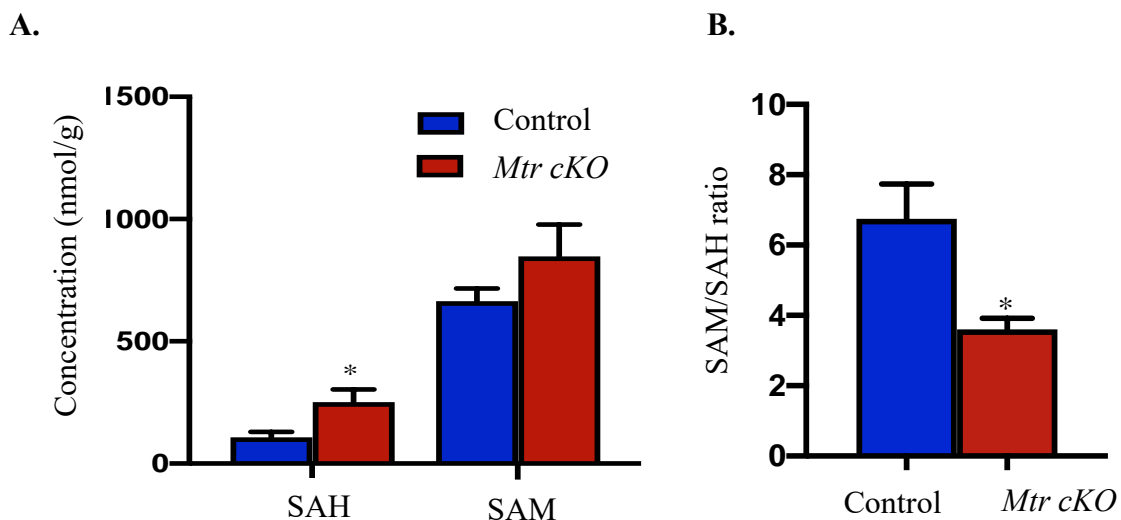 A.
B.
1500
1000
500
0
Concentration (nmol/g)
Control
Mtr cKO
*
SAH
SAM
10
8
6
4
2
0
SAM/SAH ratio
*
Control
Mtr cKO